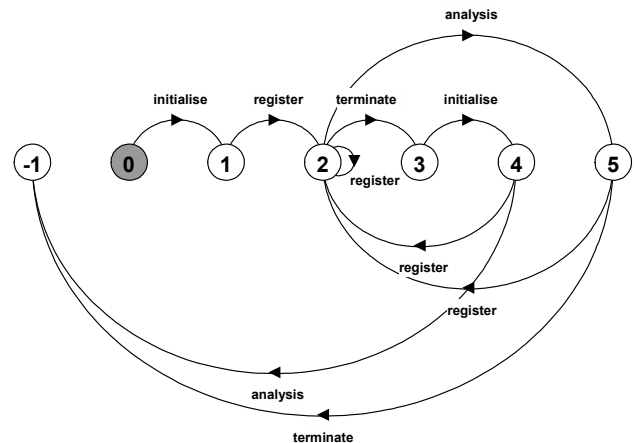 analysis
initialise
register
terminate
initialise
-1
0
1
2
3
4
5
register
register
register
analysis
terminate